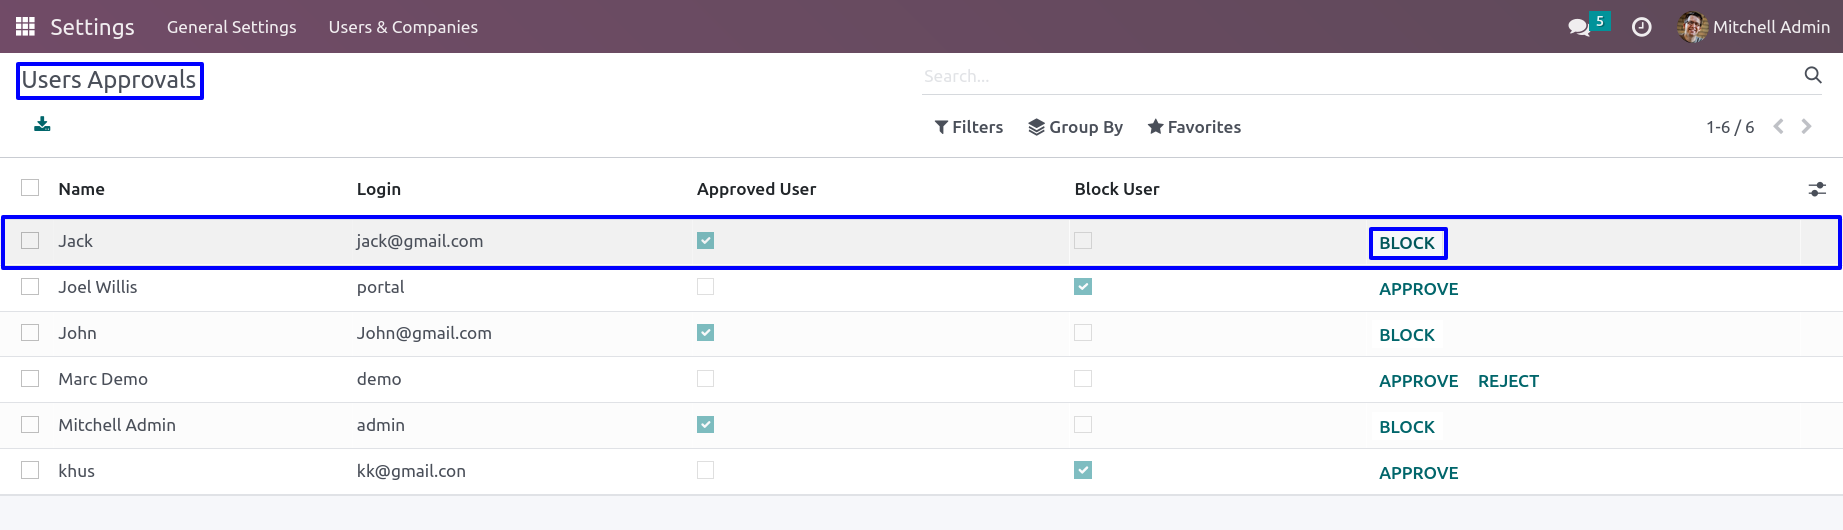 Settings General Settings Users & Companies 5 Mitchell Admin
Users Approvals Search...
Filters Group By Favorites 1-6 / 6
Name Login Approved User Block User
Jack jack@gmail.com BLOCK
Joel Willis portal APPROVE
John John@gmail.com BLOCK
Marc Demo demo APPROVE REJECT
Mitchell Admin admin BLOCK
khus kk@gmail.con APPROVE